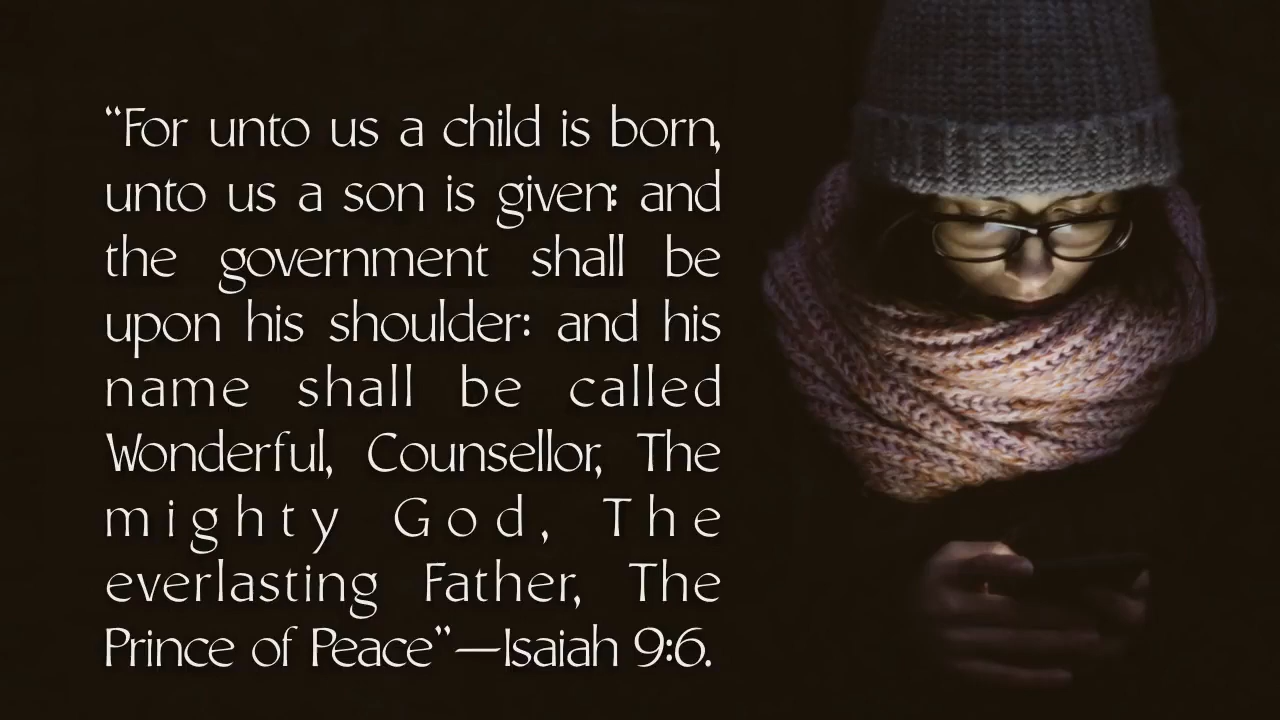 “For unto us a child is born,
unto us a son is given: and
the government shall be
upon his shoulder: and his
name shall be called
Wonderful, Counsellor, The
mighty God, The
everlasting Father, The
Prince of Peace”—Isaiah 9:6.